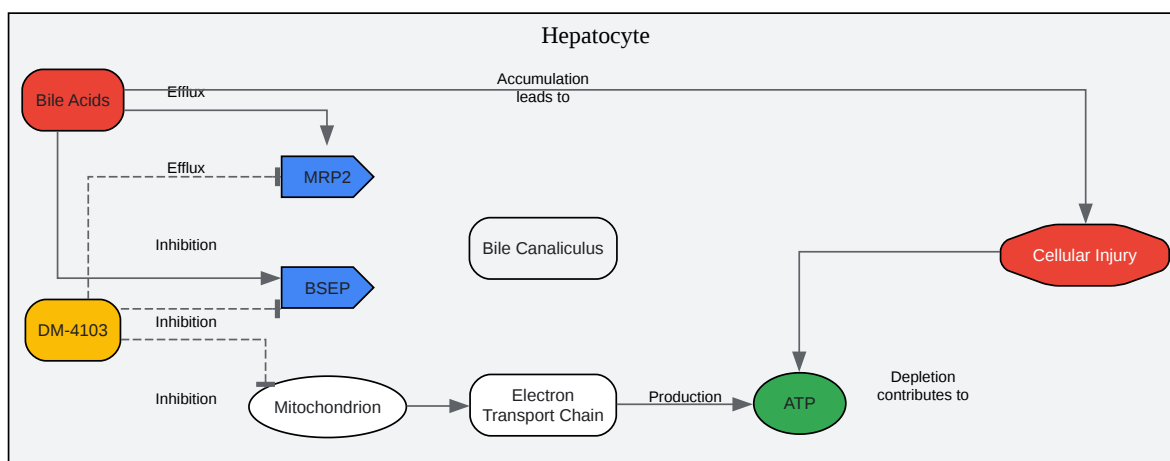 Hepatocyte
Accumulation
leads to
Efflux
Bile Acids
Efflux
MRP2
Inhibition
Bile Canaliculus
Cellular Injury
BSEP
Inhibition
DM-4103
Inhibition
Mitochondrion
Electron
Transport Chain
Production
ATP
Depletion
contributes to